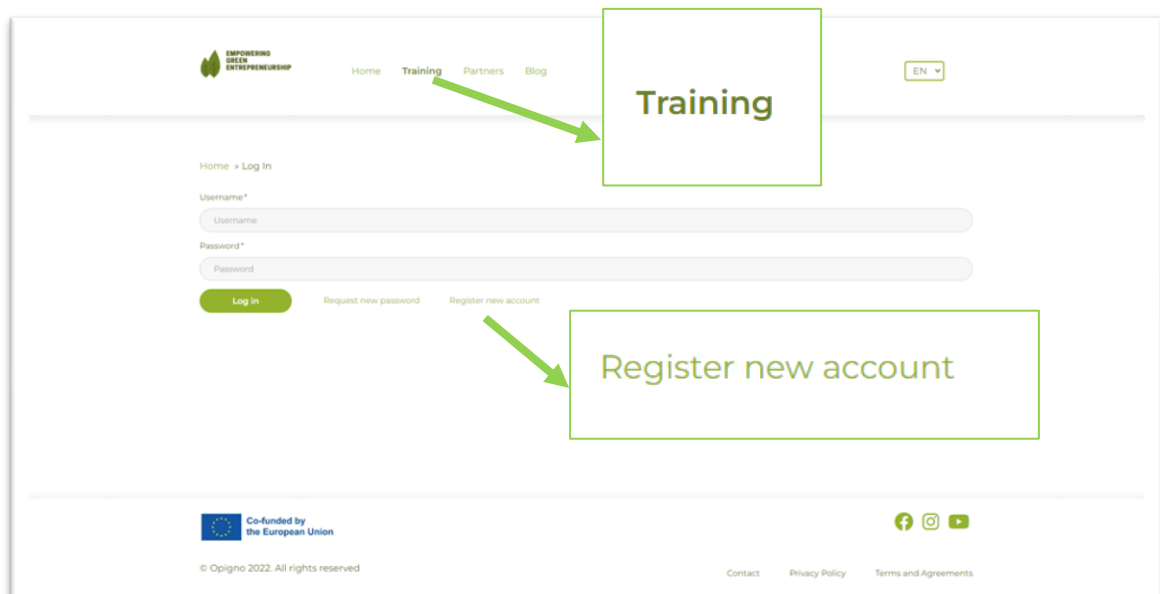 EMPOWERING
GREEN
ENTREPRENEURSHIP
Home Training Partners Blog
EN
Training
Home » Log In
Username*
Username
Password*
Password
Log in Request new password Register new account
Register new account
Co-funded by
the European Union
© Opigno 2022. All rights reserved
Contact Privacy Policy Terms and Agreements